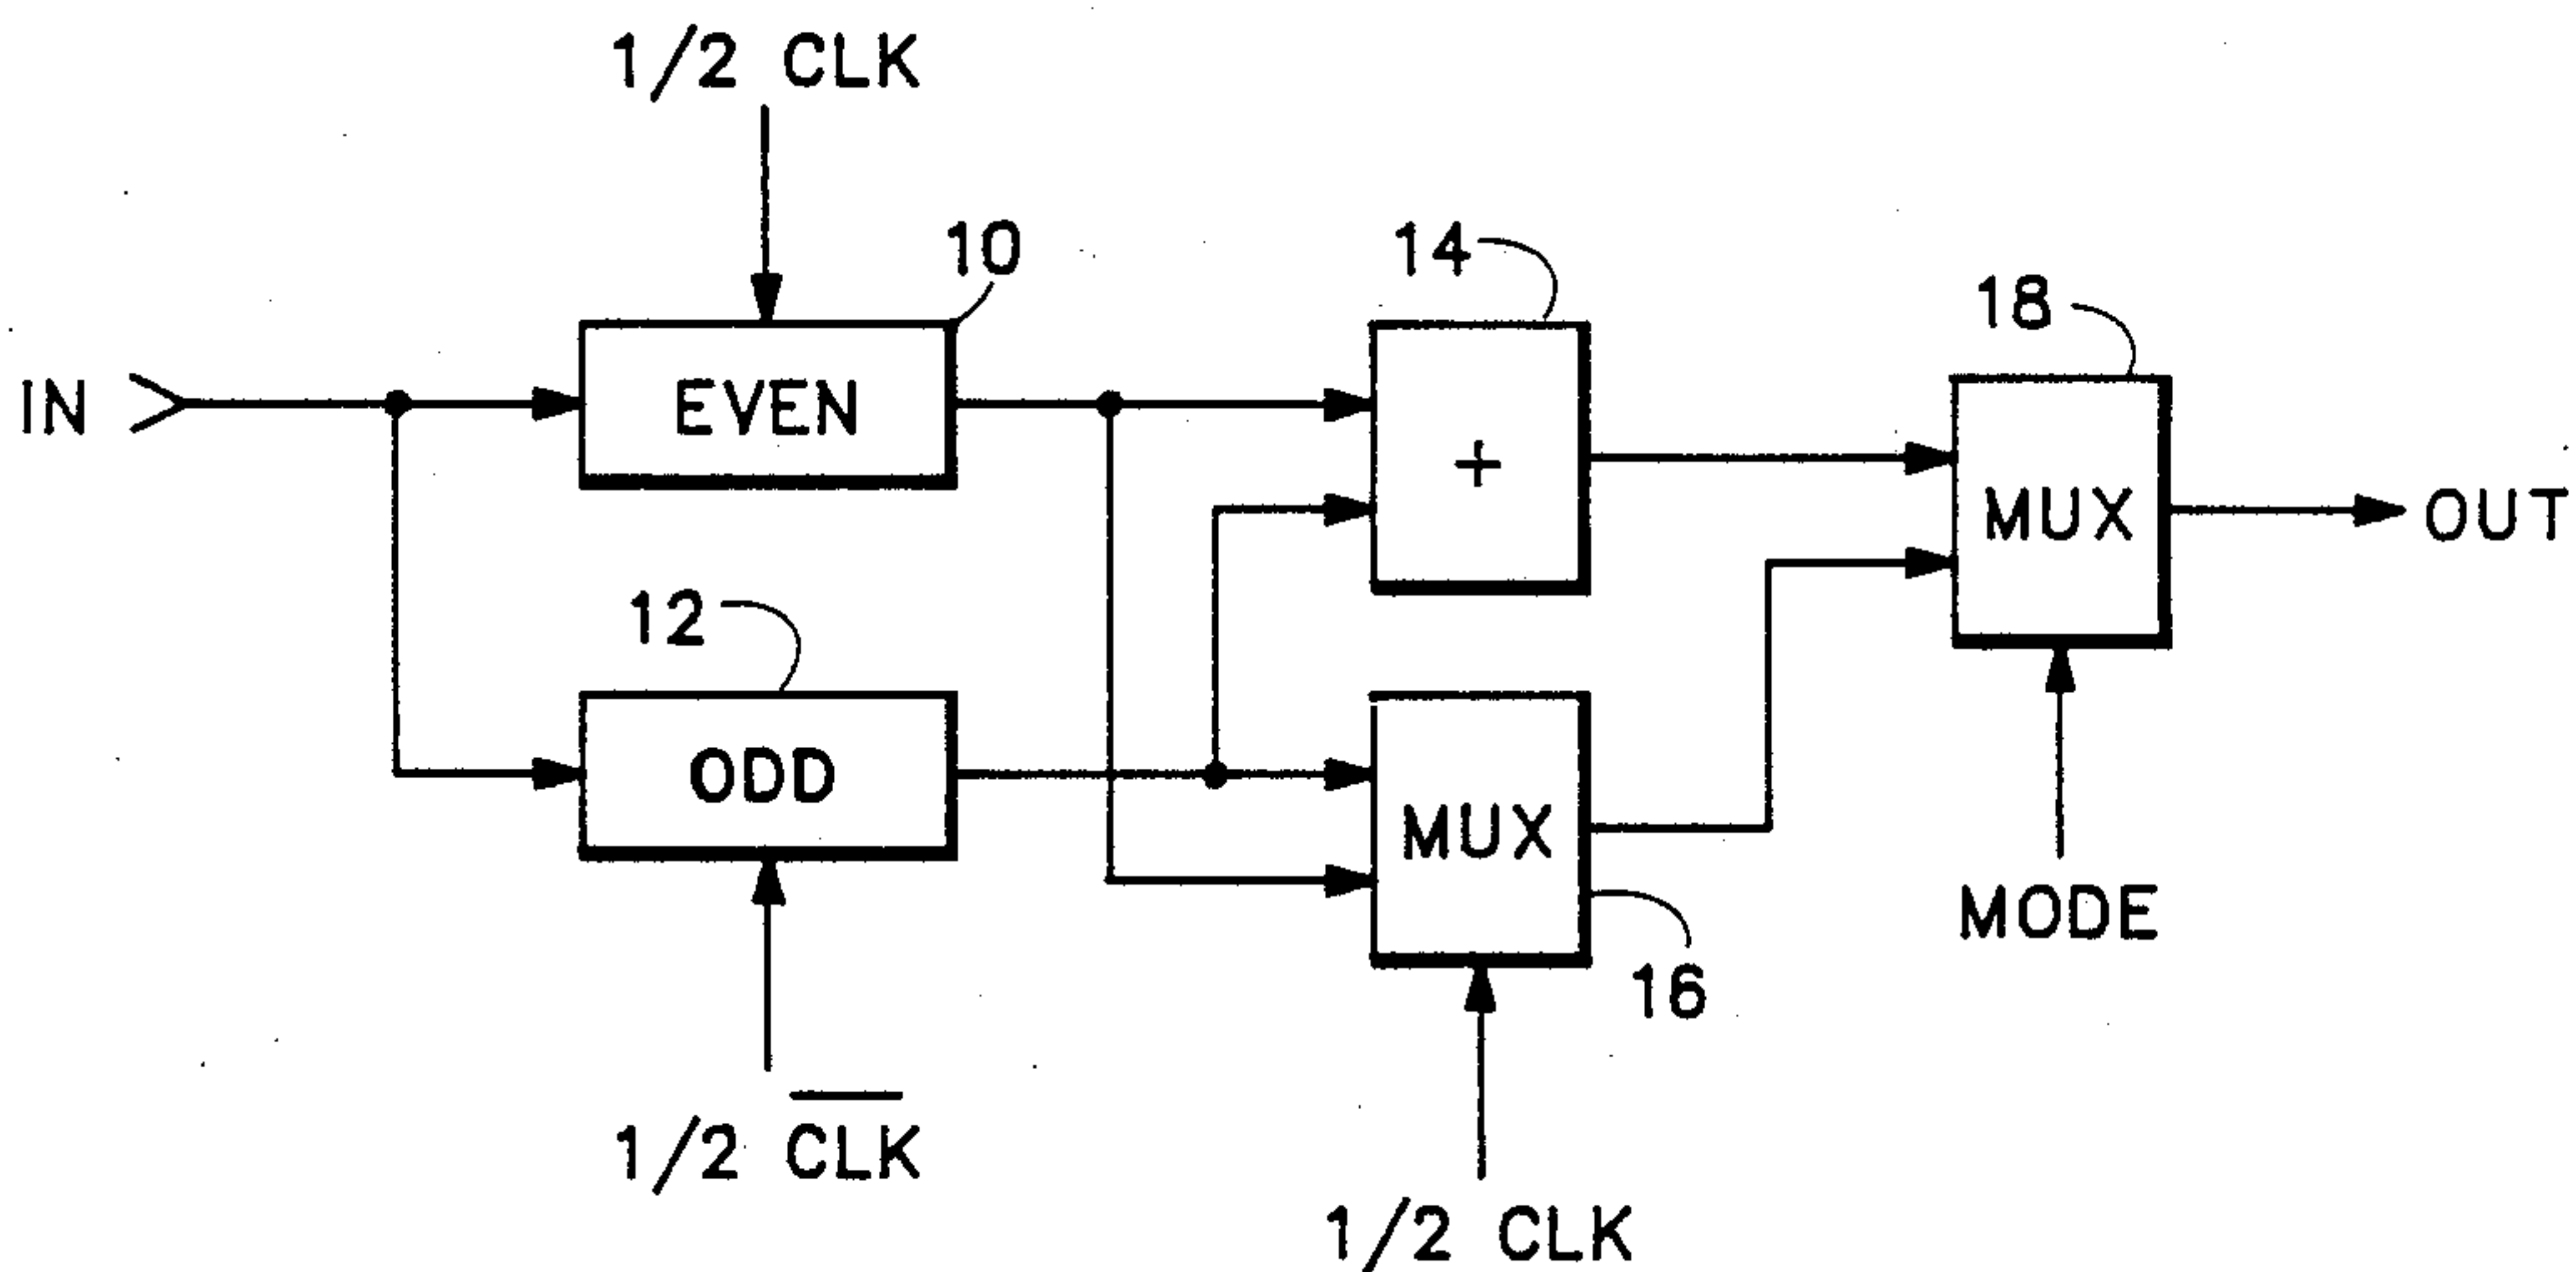 1/2 CLK
10
14
18
IN
EVEN
+
MUX
OUT
12
ODD
MUX
MODE
16
1/2 C̅L̅K̅
1/2 CLK